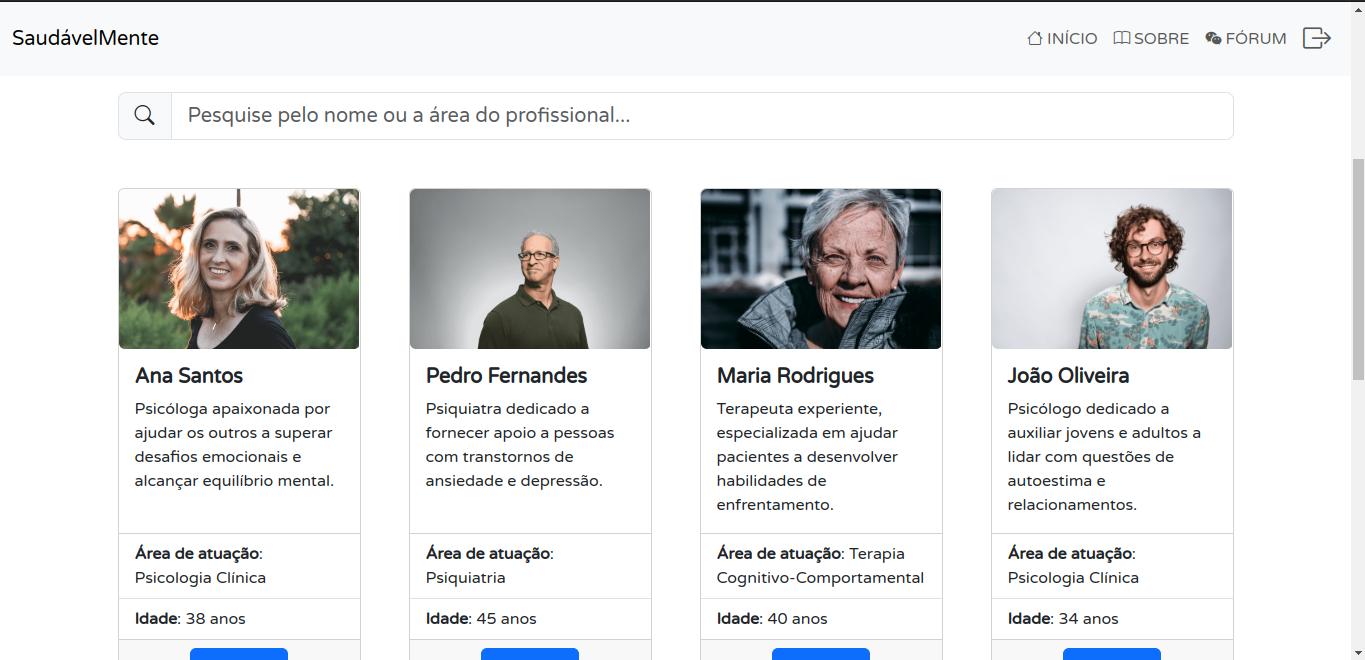 SaudávelMente
INÍCIO SOBRE FÓRUM
Pesquise pelo nome ou a área do profissional...
Ana Santos
Psicóloga apaixonada por
ajudar os outros a superar
desafios emocionais e
alcançar equilíbrio mental.
Área de atuação:
Psicologia Clínica
Idade: 38 anos
Pedro Fernandes
Psiquiatra dedicado a
fornecer apoio a pessoas
com transtornos de
ansiedade e depressão.
Área de atuação:
Psiquiatria
Idade: 45 anos
Maria Rodrigues
Terapeuta experiente,
especializada em ajudar
pacientes a desenvolver
habilidades de
enfrentamento.
Área de atuação: Terapia
Cognitivo-Comportamental
Idade: 40 anos
João Oliveira
Psicólogo dedicado a
auxiliar jovens e adultos a
lidar com questões de
autoestima e
relacionamentos.
Área de atuação:
Psicologia Clínica
Idade: 34 anos